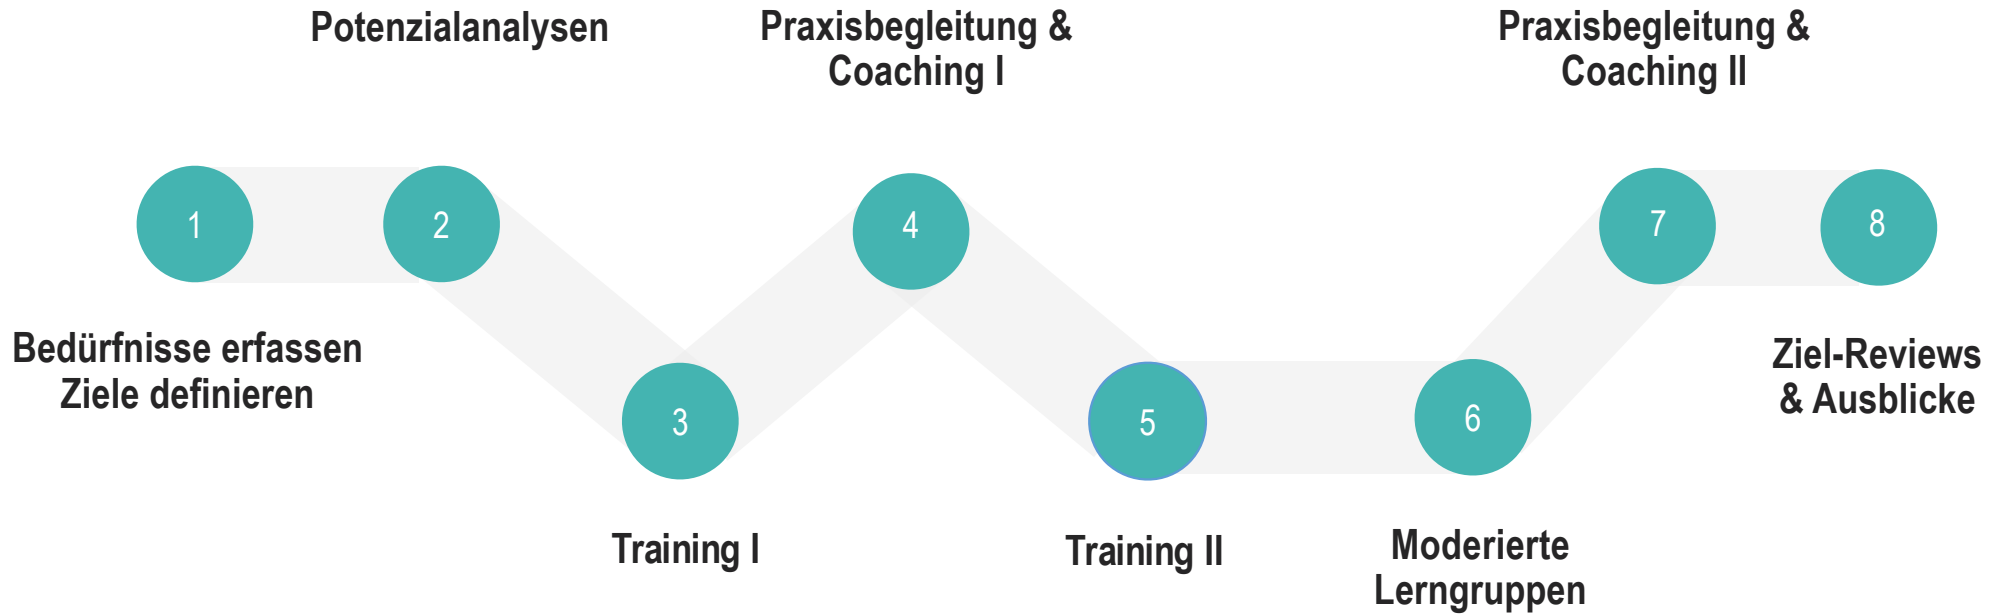 Potenzialanalysen
Praxisbegleitung &
Coaching I
Praxisbegleitung &
Coaching II
1
2
4
7
8
Bedürfnisse erfassen
Ziele definieren
Ziel-Reviews
& Ausblicke
3
5
6
Training I
Training II
Moderierte
Lerngruppen